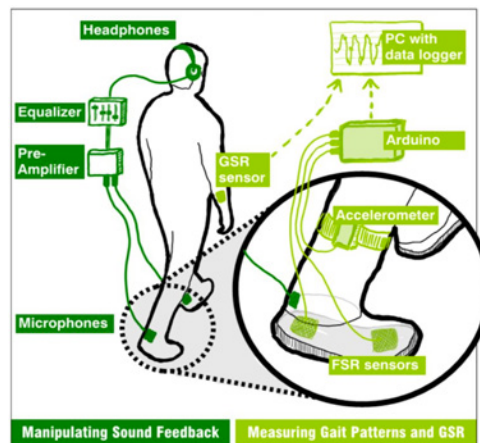 Headphones
Equalizer
Pre-
Amplifier
Microphones
GSR
sensor
PC with
data logger
Arduino
Accelerometer
FSR sensors
Manipulating Sound Feedback
Measuring Gait Patterns and GSR